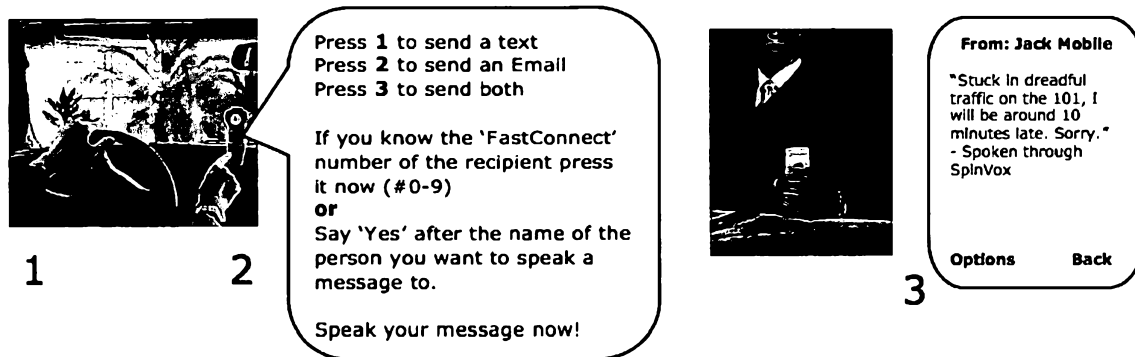 Press 1 to send a text
Press 2 to send an Email
Press 3 to send both
If you know the 'FastConnect'
number of the recipient press
it now (#0-9)
or
Say 'Yes' after the name of the
person you want to speak a
message to.
Speak your message now!
1
2
From: Jack Mobile
"Stuck in dreadful
traffic on the 101, I
will be around 10
minutes late. Sorry."
- Spoken through
SpinVox
Options Back
3